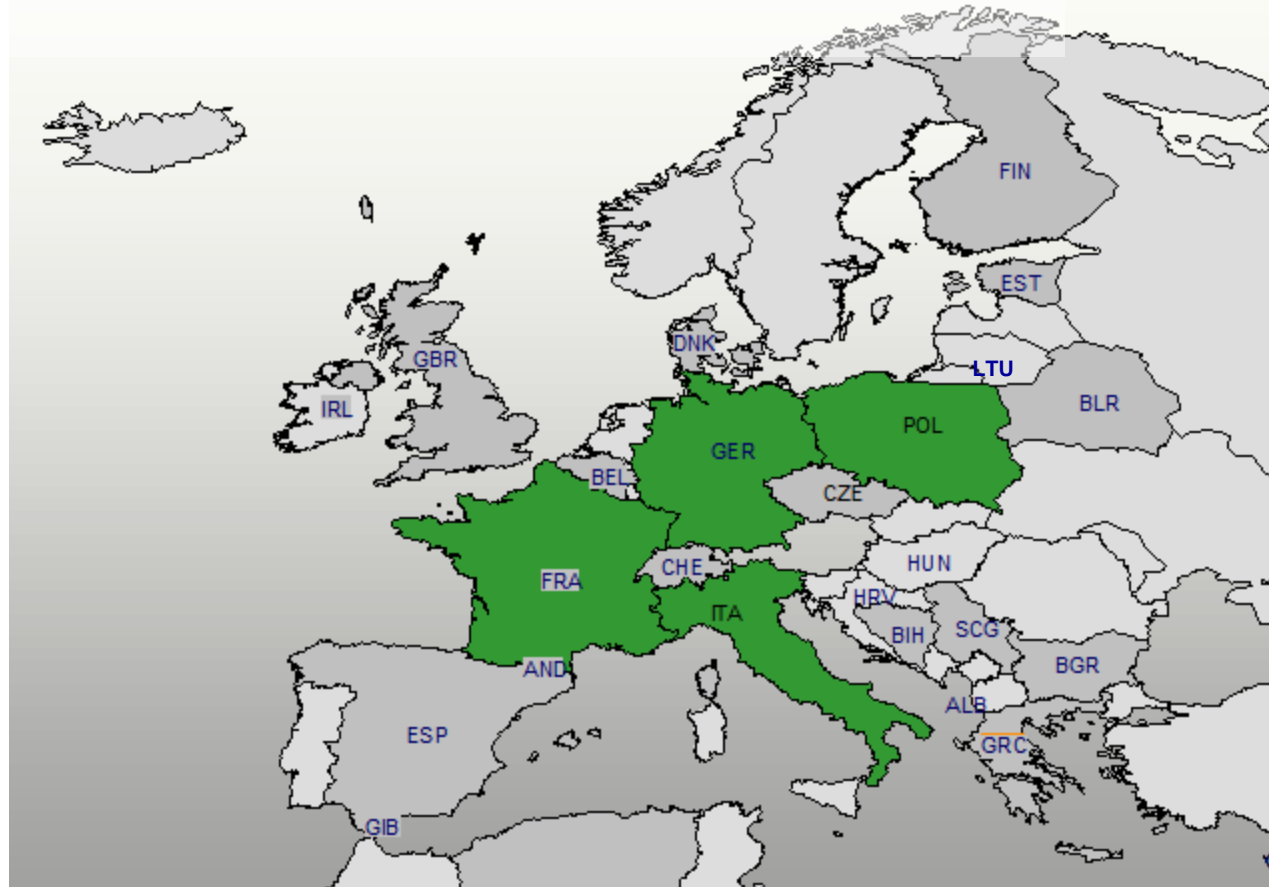 FIN
EST
DNK
GBR
LTU
IRL
BLR
POL
GER
BEL
CZE
HUN
CHE
FRA
HRV
ITA
SCG
BIH
BGR
AND
ALB
ESP
GRC
GIB